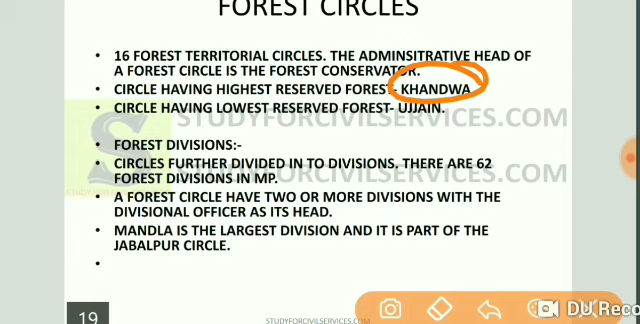 FOREST CIRCLES
• 16 FOREST TERRITORIAL CIRCLES. THE ADMINSITRATIVE HEAD OF
A FOREST CIRCLE IS THE FOREST CONSERVATOR.
• CIRCLE HAVING HIGHEST RESERVED FOREST- KHANDWA
• CIRCLE HAVING LOWEST RESERVED FOREST- UJJAIN.
STUDYFORCIVILSERVICES.COM
• FOREST DIVISIONS:-
• CIRCLES FURTHER DIVIDED IN TO DIVISIONS. THERE ARE 62
FOREST DIVISIONS IN MP.
STUDYFORCIVILSERVICES.COM
• A FOREST CIRCLE HAVE TWO OR MORE DIVISIONS WITH THE
DIVISIONAL OFFICER AS ITS HEAD.
• MANDLA IS THE LARGEST DIVISION AND IT IS PART OF THE
JABALPUR CIRCLE.
•
DU Reco
19
STUDYFORCIVILSERVICES.COM